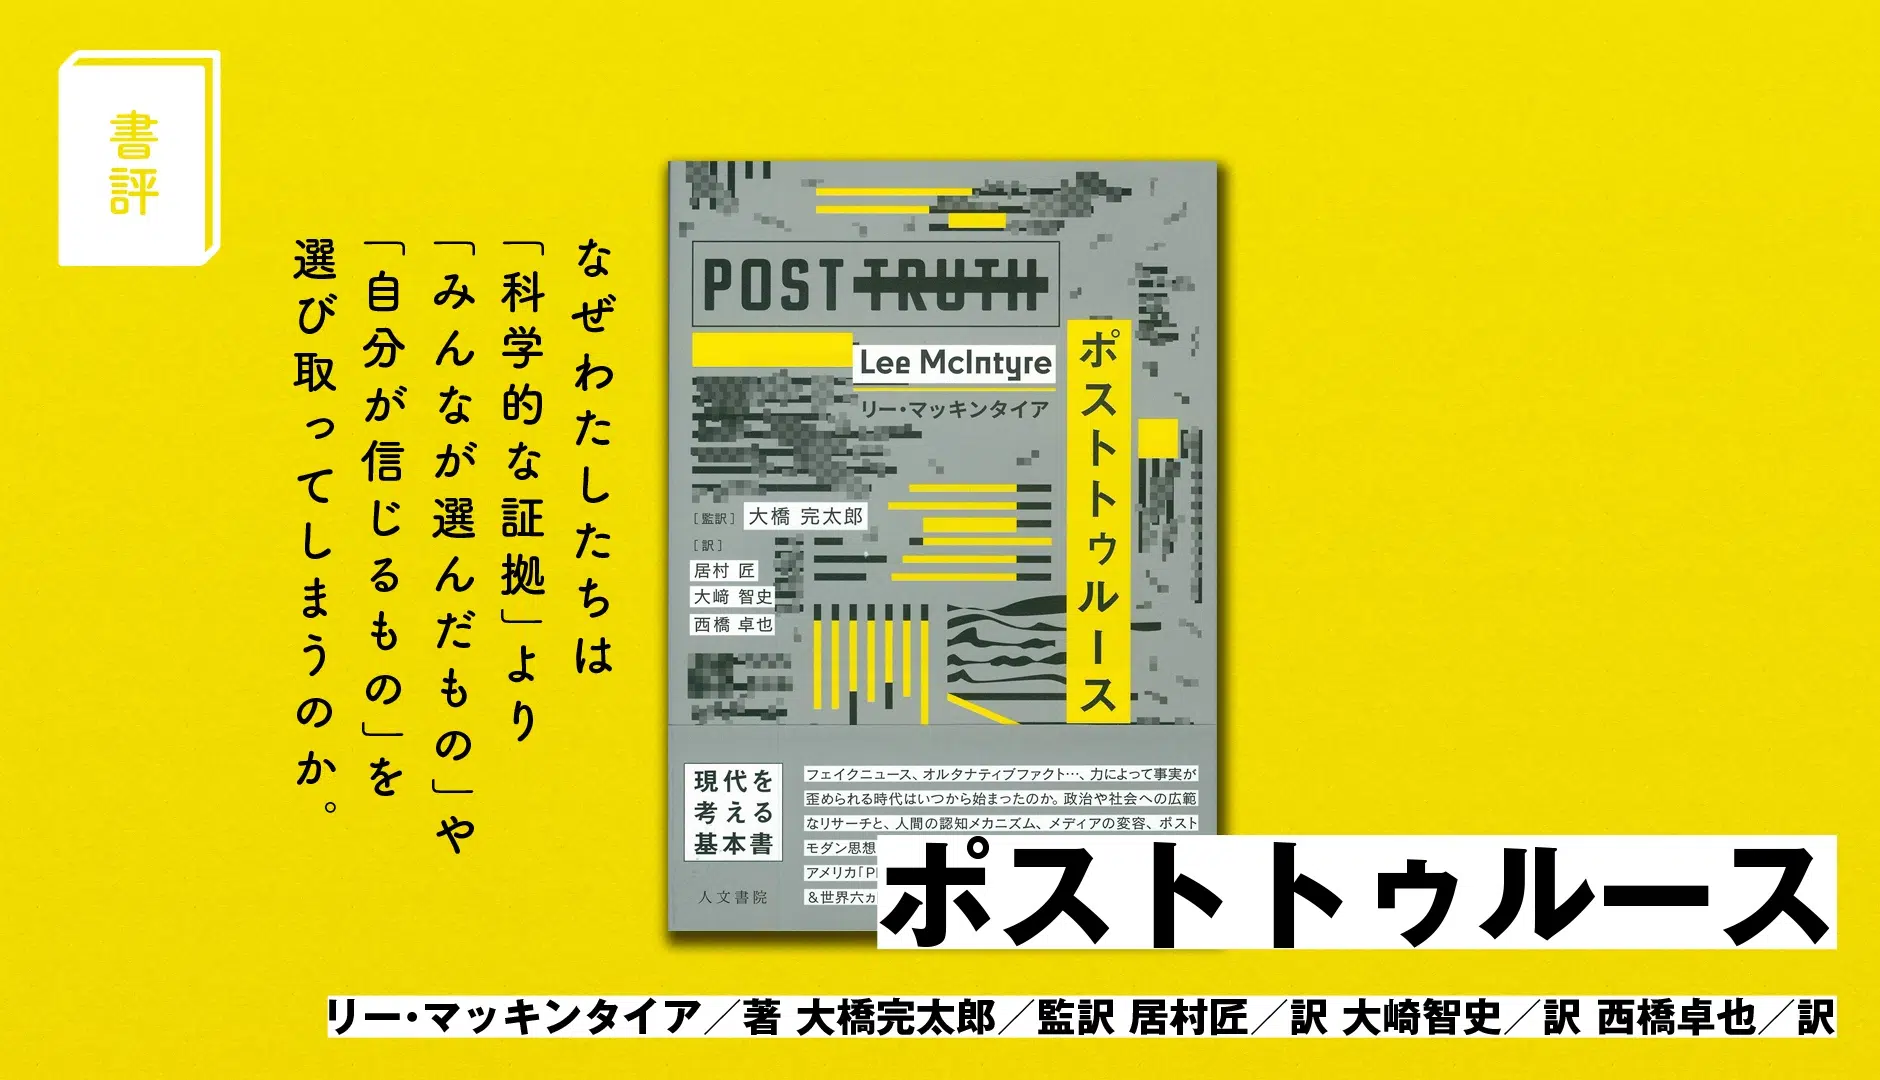 書評
なぜわたしたちは
「科学的な証拠」より
「みんなが選んだもの」や
「自分が信じるもの」を
選び取ってしまうのか。
POST TRUTH
Lee McIntyre
リー・マッキンタイア
ポストトゥルース
［監訳］大橋 完太郎
［訳］
居村 匠
大﨑 智史
西橋 卓也
現代を
考える
基本書
人文書院
フェイクニュース、オルタナティブファクト…、力によって事実が
歪められる時代はいつから始まったのか。政治や社会への広範
なリサーチと、人間の認知メカニズム、メディアの変容、ポスト
モダン思想
アメリカ「P
＆世界六ヵ
ポストトゥルース
リー・マッキンタイア／著 大橋完太郎／監訳 居村匠／訳 大崎智史／訳 西橋卓也／訳